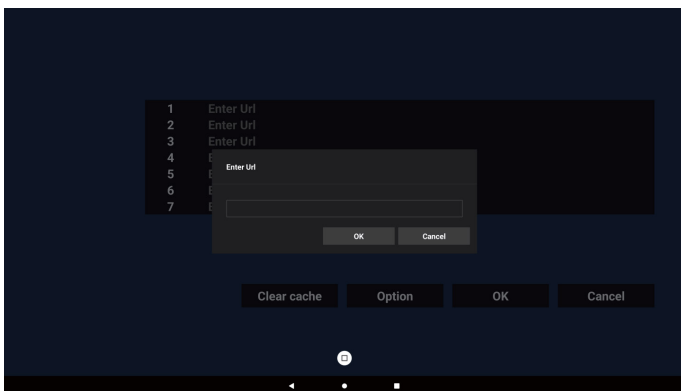 1 Enter Url
2 Enter Url
3 Enter Url
4 E
5 E
6 E
7 E
Enter Url
OK Cancel
Clear cache Option OK Cancel